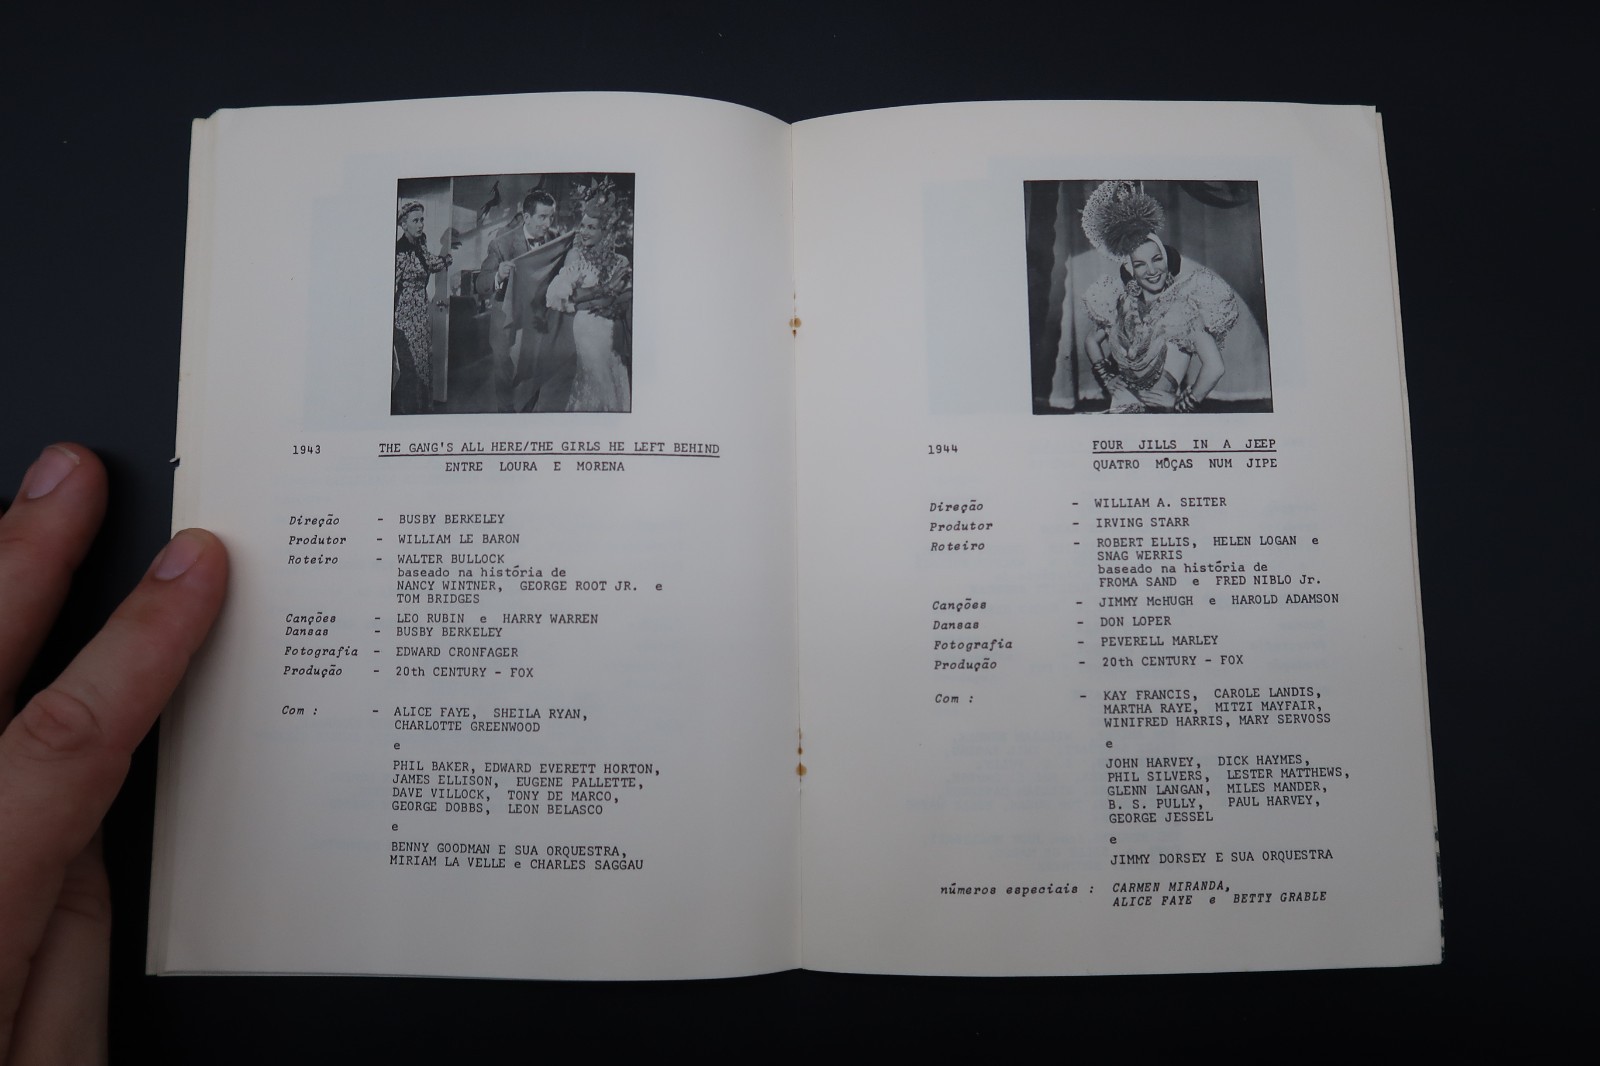 1943 THE GANG'S ALL HERE/THE GIRLS HE LEFT BEHIND
ENTRE LOURA E MORENA
Direção - BUSBY BERKELEY
Produtor - WILLIAM LE BARON
Roteiro - WALTER BULLOCK
baseado na história de
NANCY WINTNER, GEORGE ROOT JR. e
TOM BRIDGES
Canções - LEO RUBIN e HARRY WARREN
Dansas - BUSBY BERKELEY
Fotografia - EDWARD CRONFAGER
Produção - 20th CENTURY - FOX
Com : - ALICE FAYE, SHEILA RYAN,
CHARLOTTE GREENWOOD
e
PHIL BAKER, EDWARD EVERETT HORTON,
JAMES ELLISON, EUGENE PALLETTE,
DAVE VILLOCK, TONY DE MARCO,
GEORGE DOBBS, LEON BELASCO
e
BENNY GOODMAN E SUA ORQUESTRA,
MIRIAM LA VELLE e CHARLES SAGGAU
1944 FOUR JILLS IN A JEEP
QUATRO MÔÇAS NUM JIPE
Direção - WILLIAM A. SEITER
Produtor - IRVING STARR
Roteiro - ROBERT ELLIS, HELEN LOGAN e
SNAG WERRIS
baseado na história de
FROMA SAND e FRED NIBLO Jr.
Canções - JIMMY McHUGH e HAROLD ADAMSON
Dansas - DON LOPER
Fotografia - PEVERELL MARLEY
Produção - 20th CENTURY - FOX
Com : - KAY FRANCIS, CAROLE LANDIS,
MARTHA RAYE, MITZI MAYFAIR,
WINIFRED HARRIS, MARY SERVOSS
e
JOHN HARVEY, DICK HAYMES,
PHIL SILVERS, LESTER MATTHEWS,
GLENN LANGAN, MILES MANDER,
B. S. PULLY, PAUL HARVEY,
GEORGE JESSEL
e
JIMMY DORSEY E SUA ORQUESTRA
números especiais : CARMEN MIRANDA,
ALICE FAYE e BETTY GRABLE